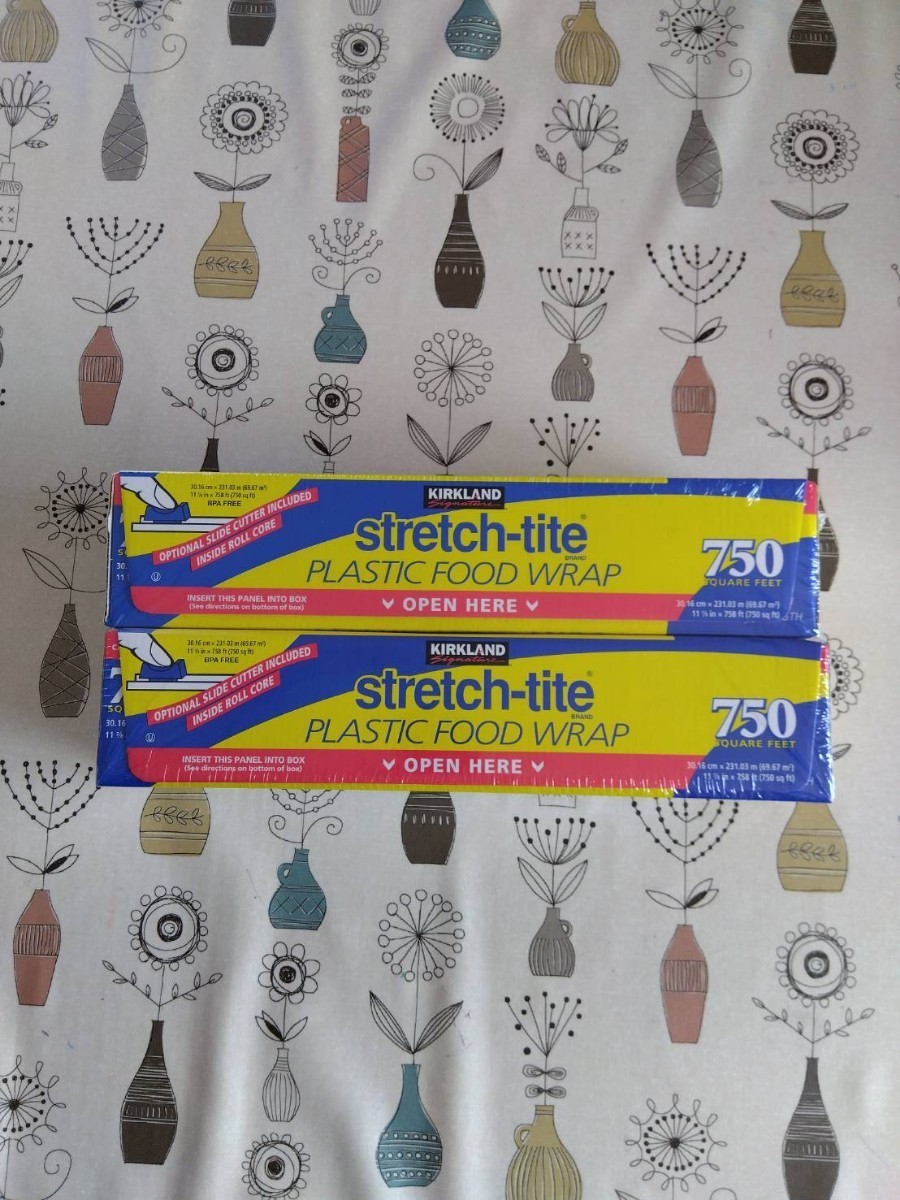 30.16 cm × 231.03 m (69.67 m²)
11 ⅞ in × 758 ft (750 sq ft)
BPA FREE
OPTIONAL SLIDE CUTTER INCLUDED
INSIDE ROLL CORE
KIRKLAND
Signature
stretch-tite®
BRAND
PLASTIC FOOD WRAP
750
SQUARE FEET
INSERT THIS PANEL INTO BOX
(See directions on bottom of box)
OPEN HERE
30.16 cm × 231.03 m (69.67 m²)
11 ⅞ in × 758 ft (750 sq ft)
30.16 cm × 231.03 m (69.67 m²)
11 ⅞ in × 758 ft (750 sq ft)
BPA FREE
OPTIONAL SLIDE CUTTER INCLUDED
INSIDE ROLL CORE
KIRKLAND
Signature
stretch-tite®
BRAND
PLASTIC FOOD WRAP
750
SQUARE FEET
INSERT THIS PANEL INTO BOX
(See directions on bottom of box)
OPEN HERE
30.16 cm × 231.03 m (69.67 m²)
11 ⅞ in × 758 ft (750 sq ft)